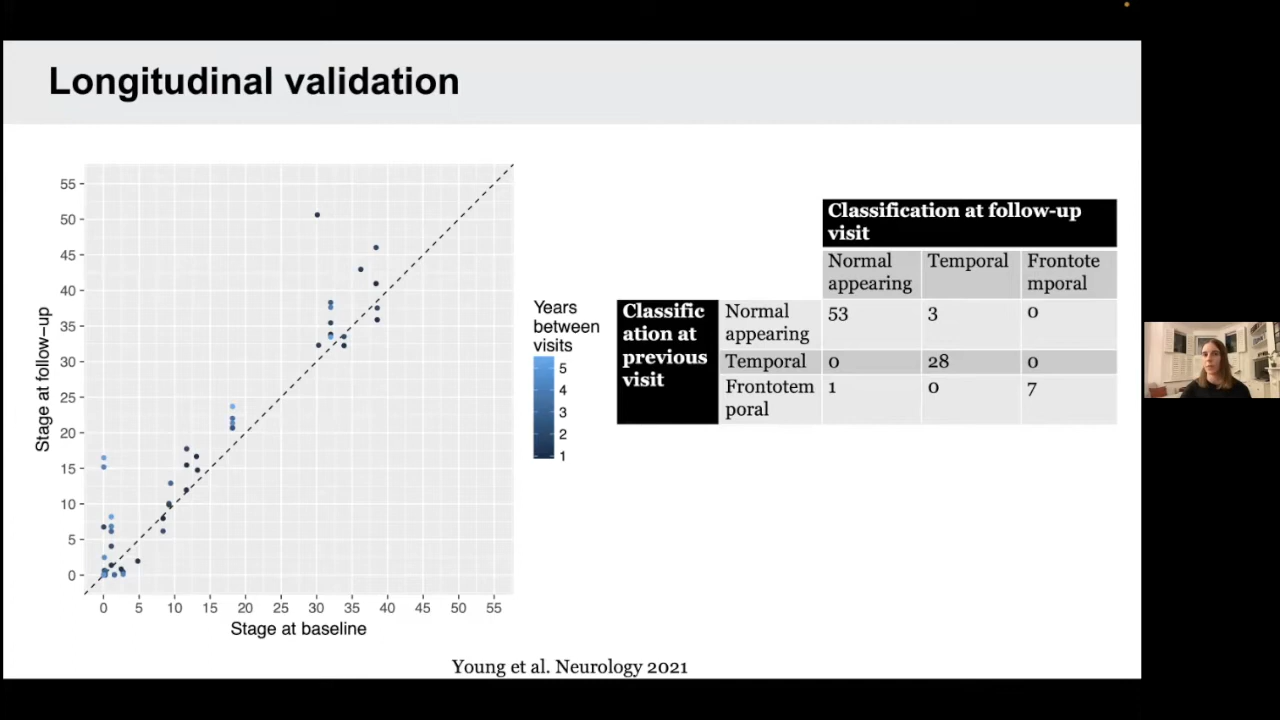 Longitudinal validation
55
50
45
40
35
30
25
20
15
10
5
0
Stage at follow-up
0 5 10 15 20 25 30 35 40 45 50 55
Stage at baseline
Years
between
visits
5
4
3
2
1
Classification at follow-up
visit
Normal
appearing
Temporal
Frontote
mporal
Classific
ation at
previous
visit
Normal
appearing
53 3 0
Temporal 0 28 0
Frontotem
poral
1 0 7
Young et al. Neurology 2021